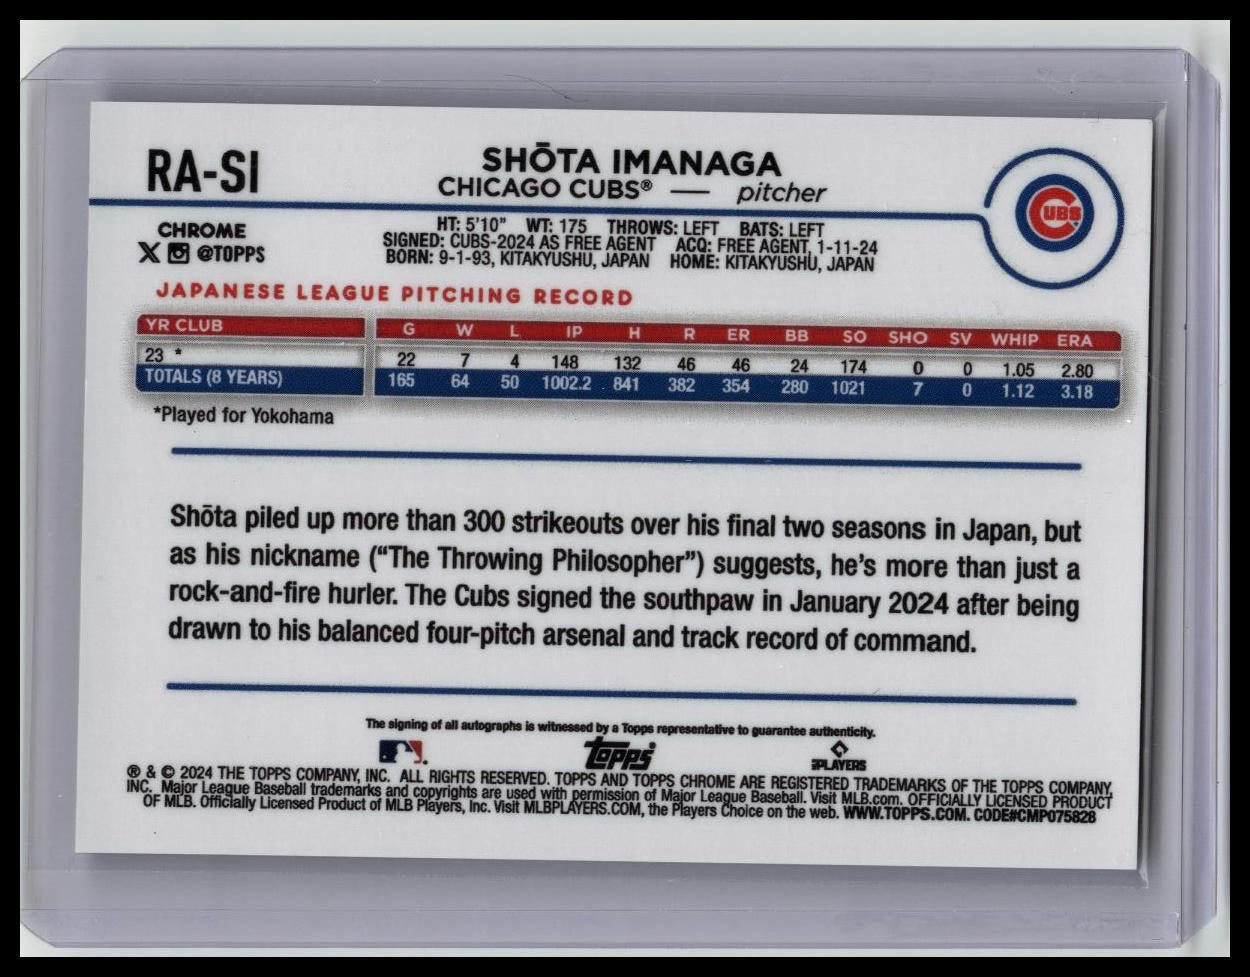 RA-SI
SHŌTA IMANAGA
CHICAGO CUBS® — pitcher
CUBS
CHROME
@TOPPS
HT: 5'10" WT: 175 THROWS: LEFT BATS: LEFT
SIGNED: CUBS-2024 AS FREE AGENT ACQ: FREE AGENT, 1-11-24
BORN: 9-1-93, KITAKYUSHU, JAPAN HOME: KITAKYUSHU, JAPAN
JAPANESE LEAGUE PITCHING RECORD
YR CLUB G W L IP H R ER BB SO SHO SV WHIP ERA
23 * 22 7 4 148 132 46 46 24 174 0 0 1.05 2.80
TOTALS (8 YEARS) 165 64 50 1002.2 841 382 354 280 1021 7 0 1.12 3.18
*Played for Yokohama
Shōta piled up more than 300 strikeouts over his final two seasons in Japan, but
as his nickname (“The Throwing Philosopher”) suggests, he’s more than just a
rock-and-fire hurler. The Cubs signed the southpaw in January 2024 after being
drawn to his balanced four-pitch arsenal and track record of command.
The signing of all autographs is witnessed by a Topps representative to guarantee authenticity.
Topps
PLAYERS
® & © 2024 THE TOPPS COMPANY, INC. ALL RIGHTS RESERVED. TOPPS AND TOPPS CHROME ARE REGISTERED TRADEMARKS OF THE TOPPS COMPANY,
INC. Major League Baseball trademarks and copyrights are used with permission of Major League Baseball. Visit MLB.com. OFFICIALLY LICENSED PRODUCT
OF MLB. Officially Licensed Product of MLB Players, Inc. Visit MLBPLAYERS.COM, the Players Choice on the web. WWW.TOPPS.COM. CODE#CMP075828